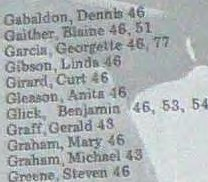 Gabaldon, Dennis 46
Gaither, Blaine 46, 51
Garcia, Georgette 46, 77
Gibson, Linda 46
Girard, Curt 46
Gleason, Anita 46
Glick, Benjamin 46, 53, 54
Graff, Gerald 43
Graham, Mary 46
Graham, Michael 43
Greene, Steven 46